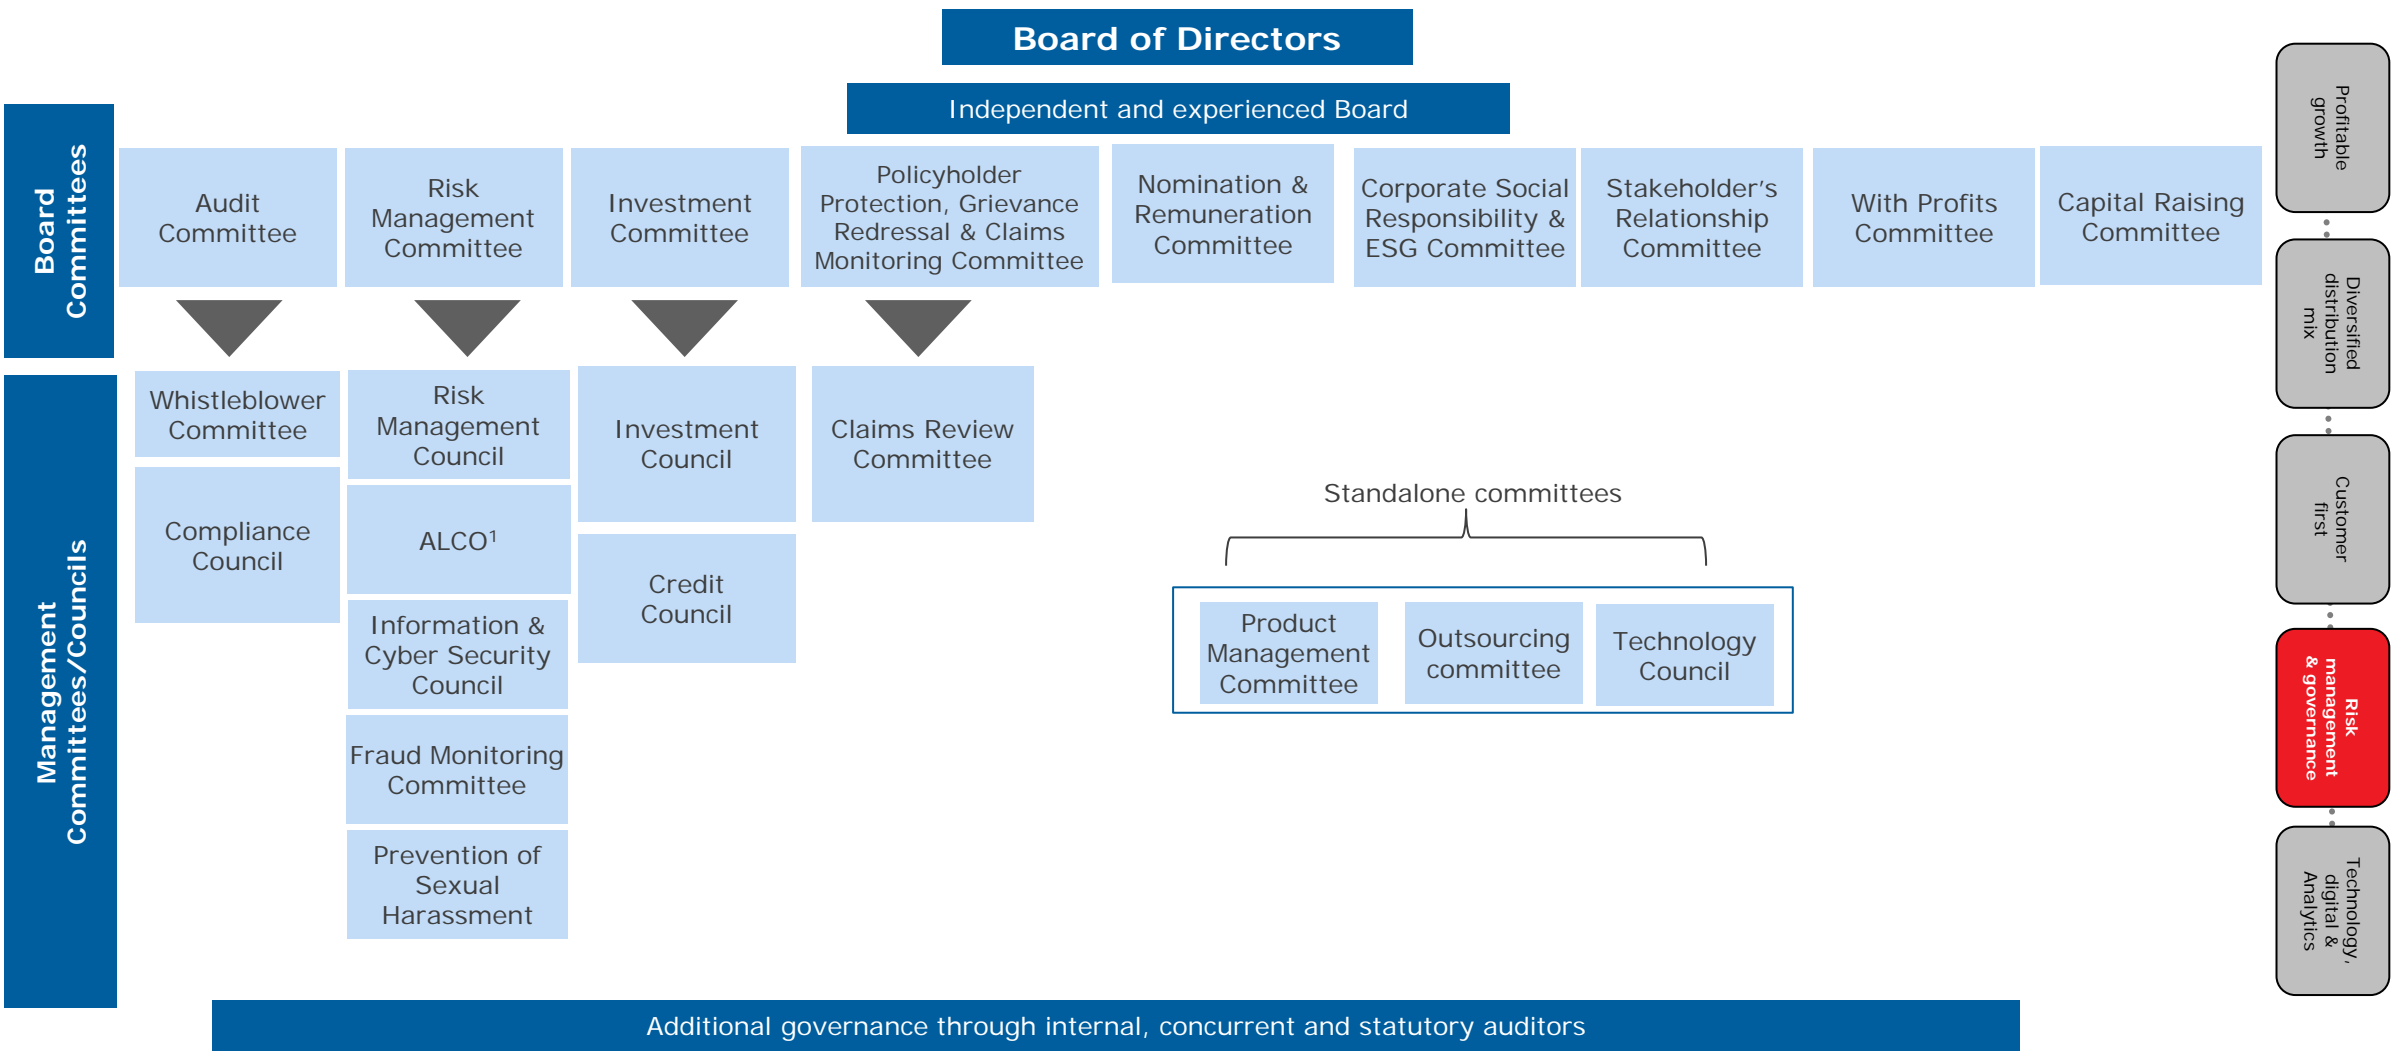 Board of Directors
Independent and experienced Board
Board
Committees
Audit
Committee
Risk
Management
Committee
Investment
Committee
Policyholder
Protection, Grievance
Redressal & Claims
Monitoring Committee
Nomination &
Remuneration
Committee
Corporate Social
Responsibility &
ESG Committee
Stakeholder’s
Relationship
Committee
With Profits
Committee
Capital Raising
Committee
Management
Committees/Councils
Whistleblower
Committee
Compliance
Council
Risk
Management
Council
ALCO¹
Information &
Cyber Security
Council
Fraud Monitoring
Committee
Prevention of
Sexual
Harassment
Investment
Council
Credit
Council
Claims Review
Committee
Standalone committees
Product
Management
Committee
Outsourcing
committee
Technology
Council
Additional governance through internal, concurrent and statutory auditors
Profitable
growth
Diversified
distribution
mix
Customer
first
Risk
management
& governance
Technology,
digital &
Analytics